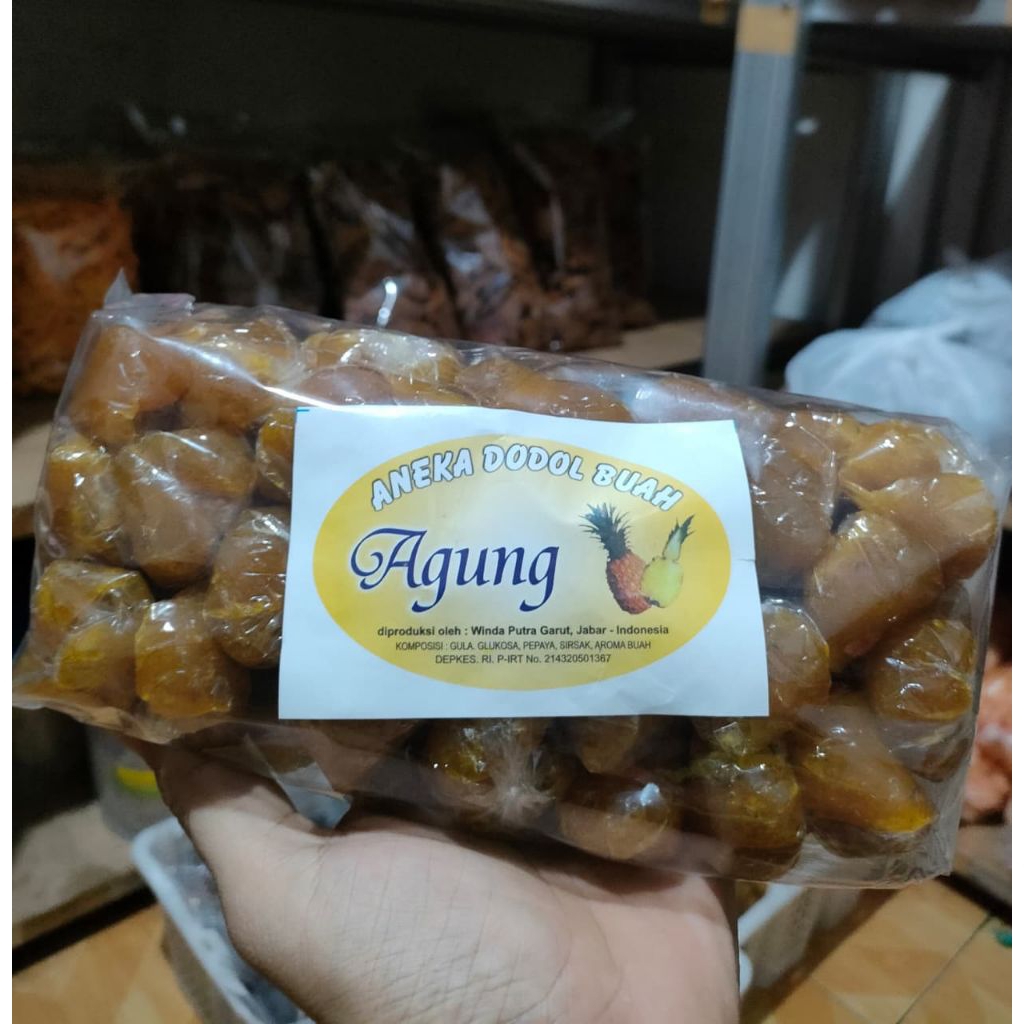 ANEKA DODOL BUAH
Agung
diproduksi oleh : Winda Putra Garut, Jabar - Indonesia
KOMPOSISI : GULA. GLUKOSA, PEPAYA, SIRSAK, AROMA BUAH
DEPKES. RI. P-IRT No. 214320501367